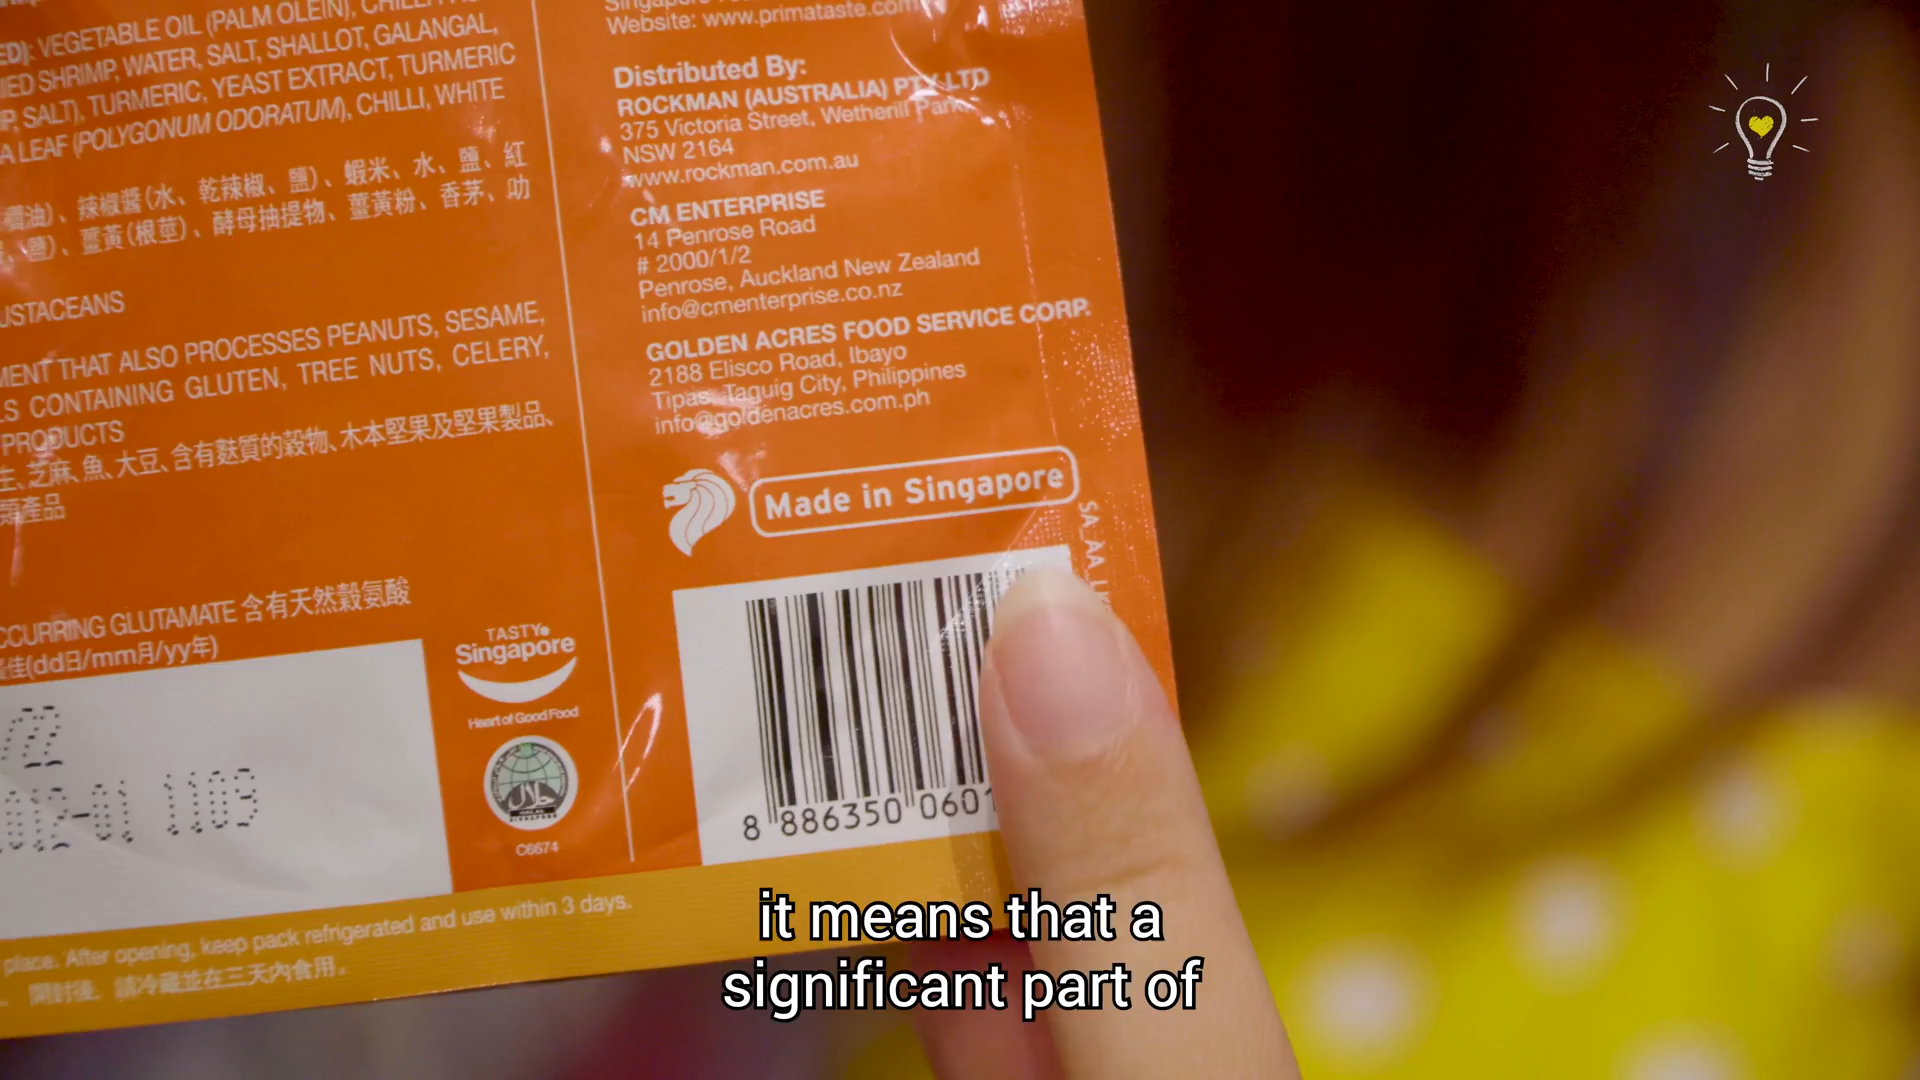 VEGETABLE OIL (PALM OLEIN),
SHRIMP, WATER, SALT, SHALLOT, GALANGAL,
SALT), TURMERIC, YEAST EXTRACT, TURMERIC
LEAF (POLYGONUM ODORATUM), CHILLI, WHITE
、辣椒醬(水、乾辣椒、鹽)、蝦米、水、鹽、紅
、鹽)、薑黃(根莖)、酵母抽提物、薑黃粉、香茅、叻
THAT ALSO PROCESSES PEANUTS, SESAME,
CONTAINING GLUTEN, TREE NUTS, CELERY,
PRODUCTS
生、芝麻、魚、大豆、含有麩質的穀物、木本堅果及堅果製品、
類產品
GLUTAMATE 含有天然穀氨酸
佳(dd日/mm月/yy年)
TASTY
Singapore
Heart of Good Food
C6674
place. After opening, keep pack refrigerated and use within 3 days.
開封後，請冷藏並在三天內食用。
Website: www.primataste.com
Distributed By:
ROCKMAN (AUSTRALIA) PTY LTD
375 Victoria Street, Wetherill Park
NSW 2164
www.rockman.com.au
CM ENTERPRISE
14 Penrose Road
# 2000/1/2
Penrose, Auckland New Zealand
info@cmenterprise.co.nz
GOLDEN ACRES FOOD SERVICE CORP.
2188 Elisco Road, Ibayo
Tipas, Taguig City, Philippines
info@goldenacres.com.ph
Made in Singapore
SA_AA
8 886350 0601
it means that a
significant part of